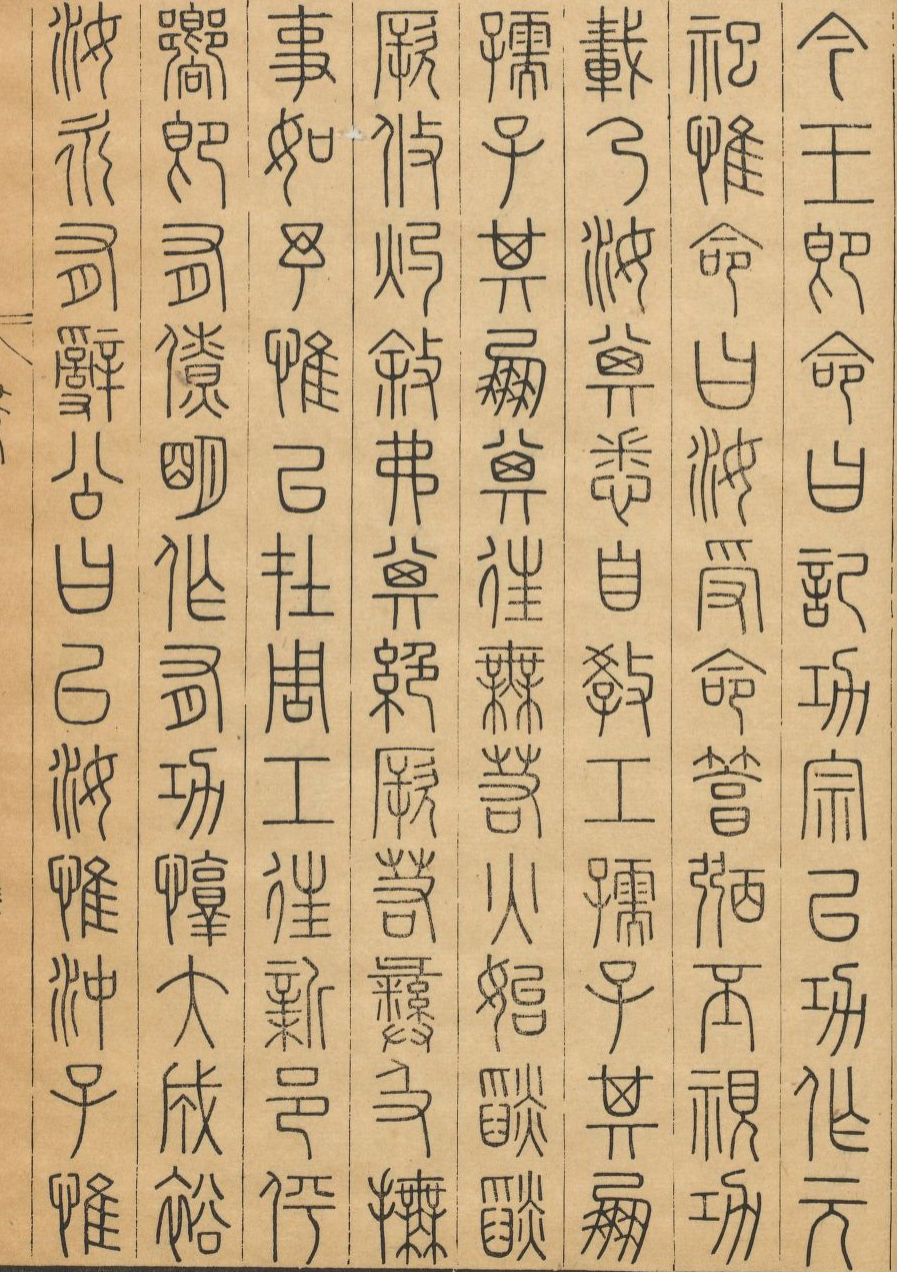 今王即命曰記功宗以功作元
祀惟命曰汝受命篤弼丕視功
載乃汝其悉自教工孺子其朋
孺子其朋其往無若火始燄燄
厥攸灼敘弗其絕厥若彝及撫
事如予惟以在周工往新邑伻
嚮即有僚明作有功惇大成裕
汝永有辭公曰已汝惟沖子惟